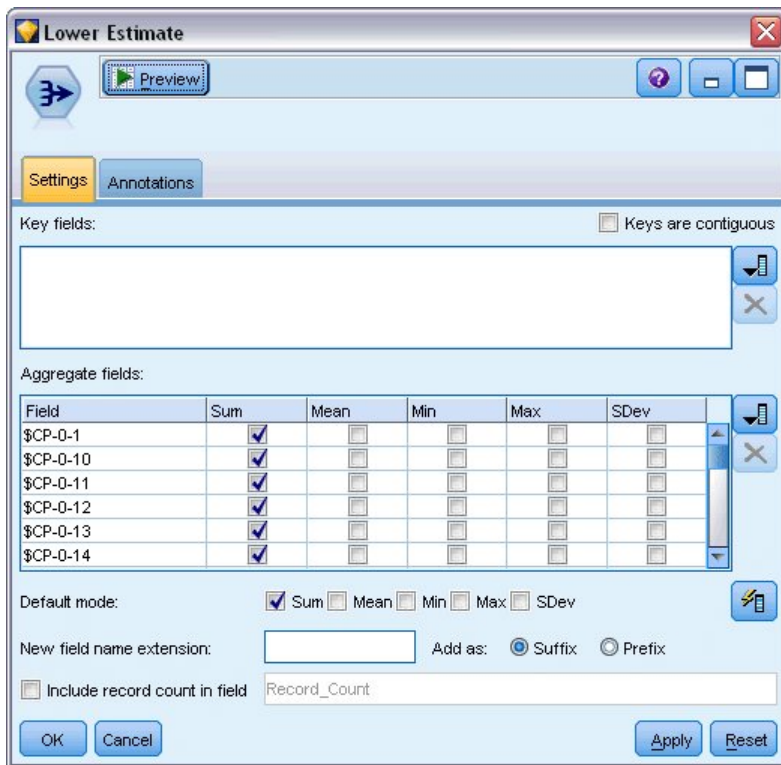 Lower Estimate
Preview
Settings Annotations
Key fields: Keys are contiguous
Aggregate fields:
Field Sum Mean Min Max SDev
$CP-0-1
$CP-0-10
$CP-0-11
$CP-0-12
$CP-0-13
$CP-0-14
Default mode: Sum Mean Min Max SDev
New field name extension: Add as: Suffix Prefix
Include record count in field Record_Count
OK Cancel Apply Reset